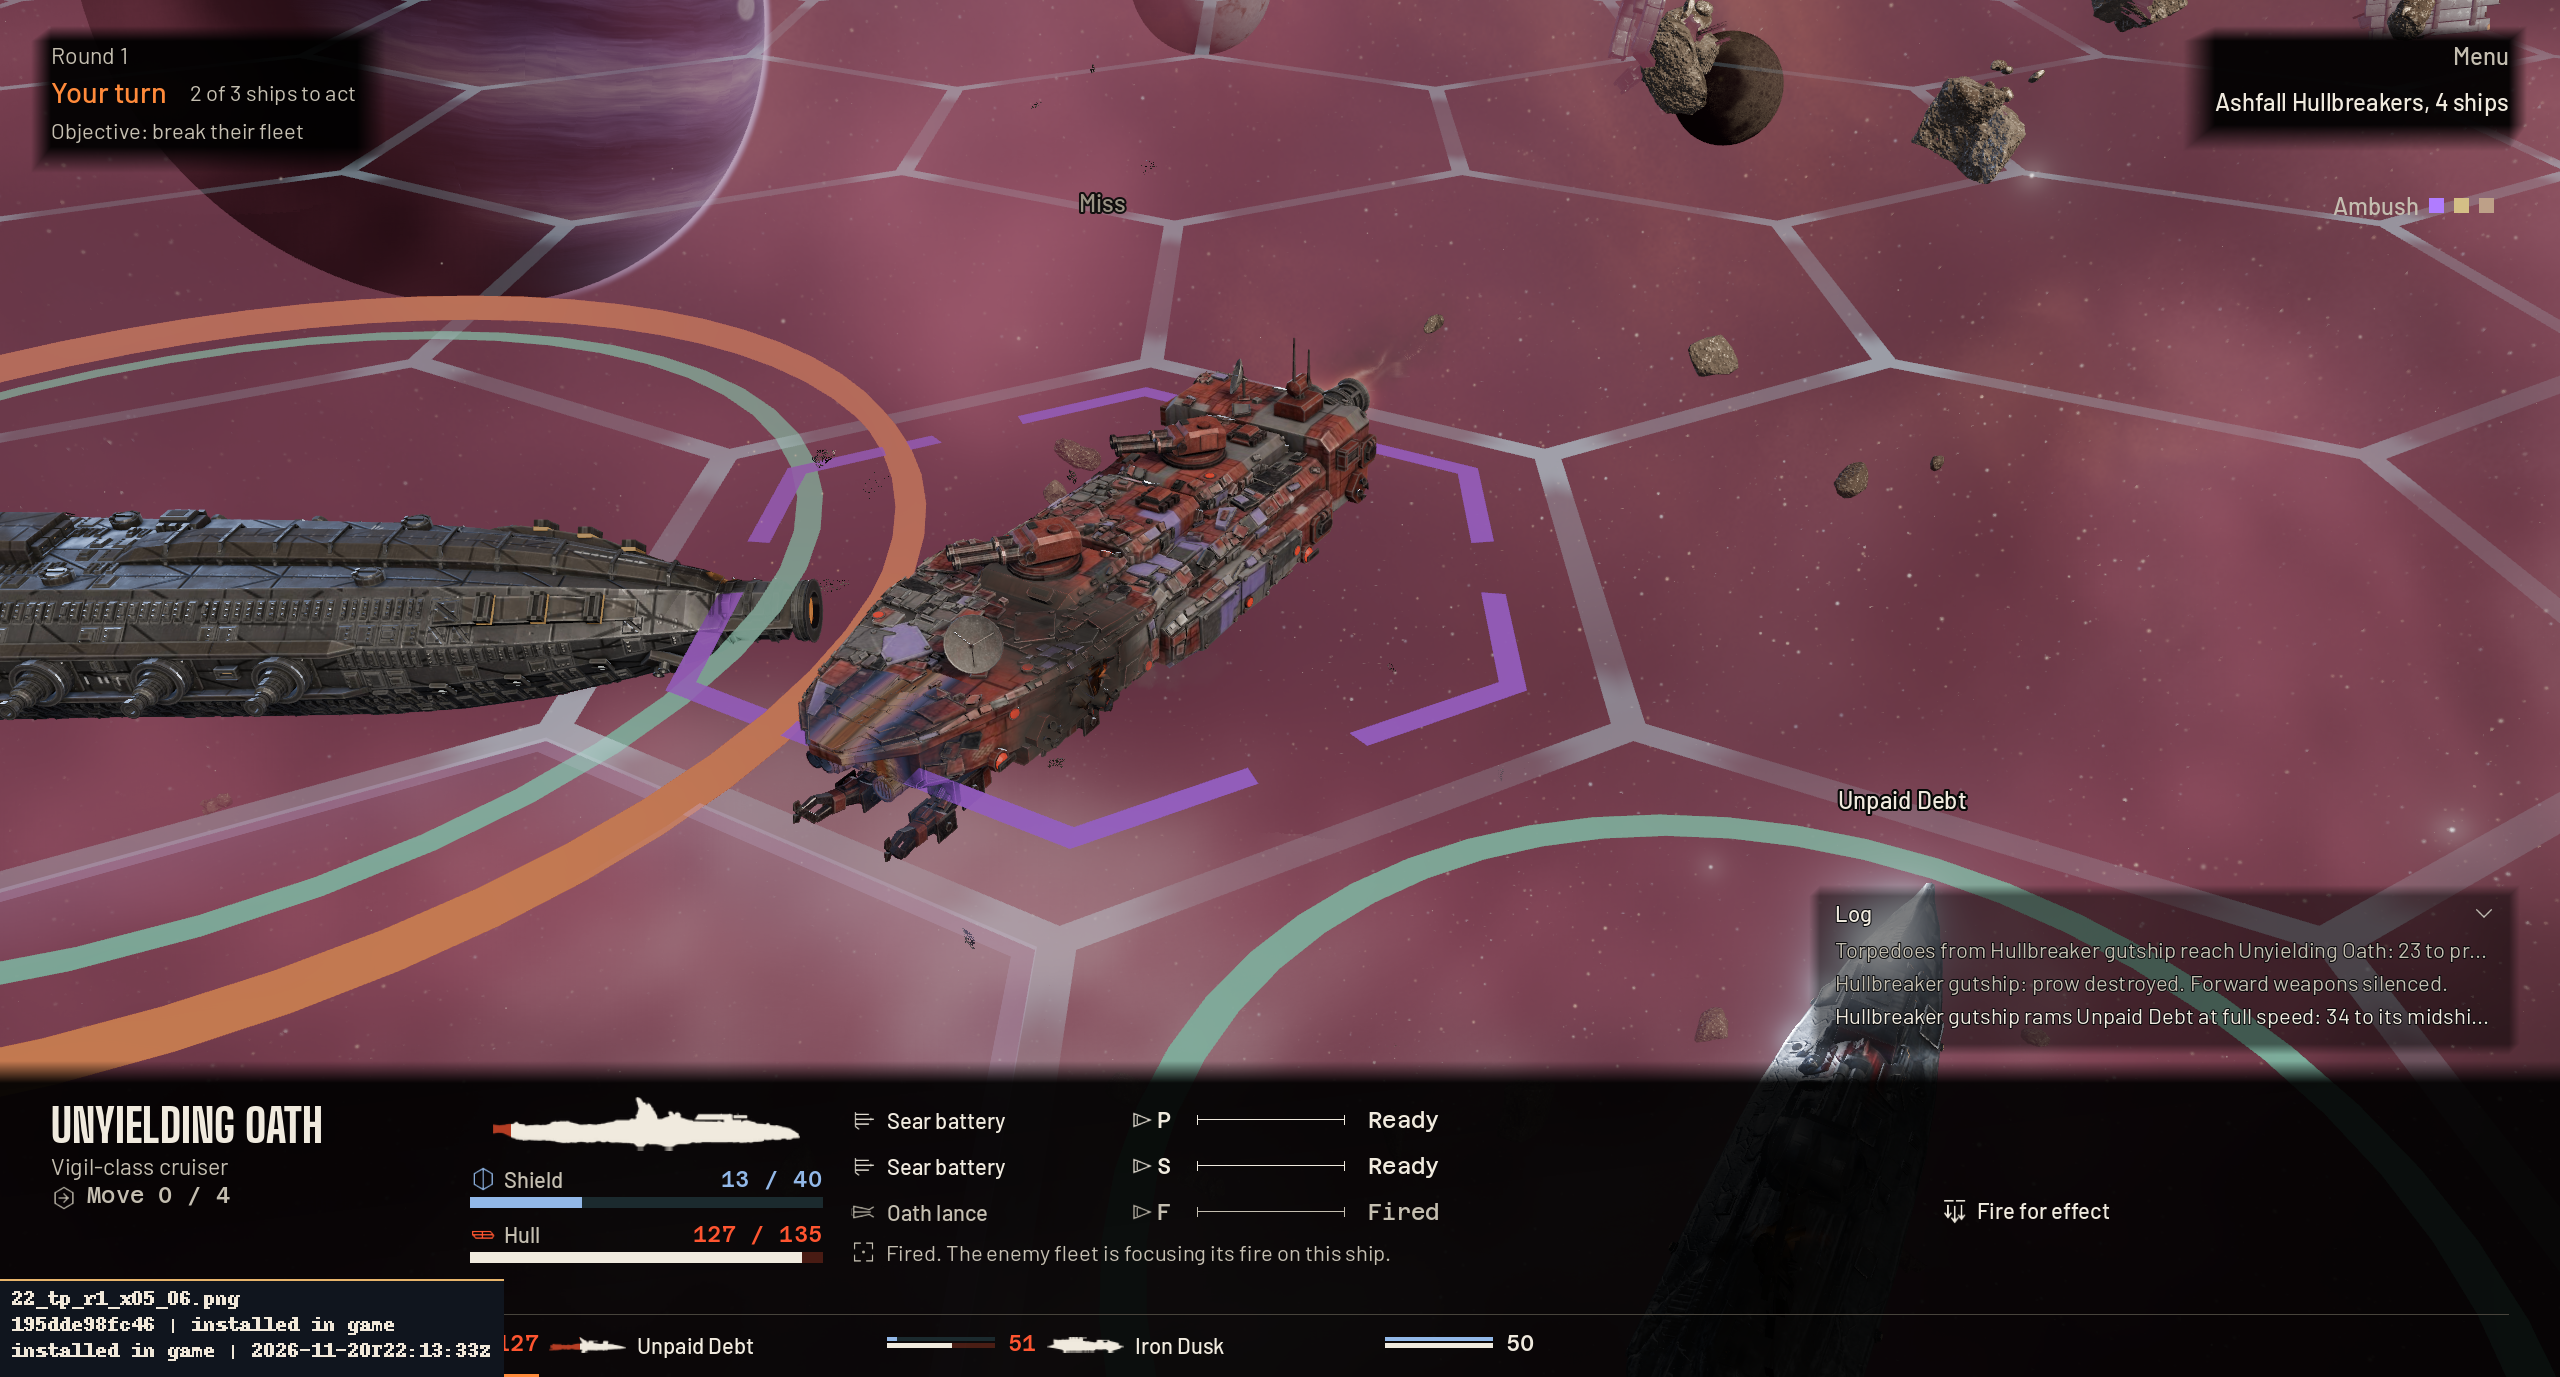 Round 1
Your turn 2 of 3 ships to act
Objective: break their fleet
Menu
Ashfall Hullbreakers, 4 ships
Ambush
Miss
Unpaid Debt
Log
Torpedoes from Hullbreaker gutship reach Unyielding Oath: 23 to pr...
Hullbreaker gutship: prow destroyed. Forward weapons silenced.
Hullbreaker gutship rams Unpaid Debt at full speed: 34 to its midshi...
UNYIELDING OATH
Vigil-class cruiser
Move 0 / 4
Shield 13 / 40
Hull 127 / 135
Sear battery P Ready
Sear battery S Ready
Oath lance F Fired
Fired. The enemy fleet is focusing its fire on this ship.
Fire for effect
22_tp_r1_x05_06.png
195dde98fc46 | installed in game
installed in game | 2026-11-20T22:13:33Z
127 Unpaid Debt 51 Iron Dusk 50